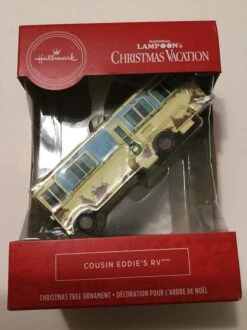 Hallmark
NATIONAL
LAMPOON's
CHRISTMAS VACATION
COUSIN EDDIE'S RV
CHRISTMAS TREE ORNAMENT • DÉCORATION POUR L'ARBRE DE NOËL